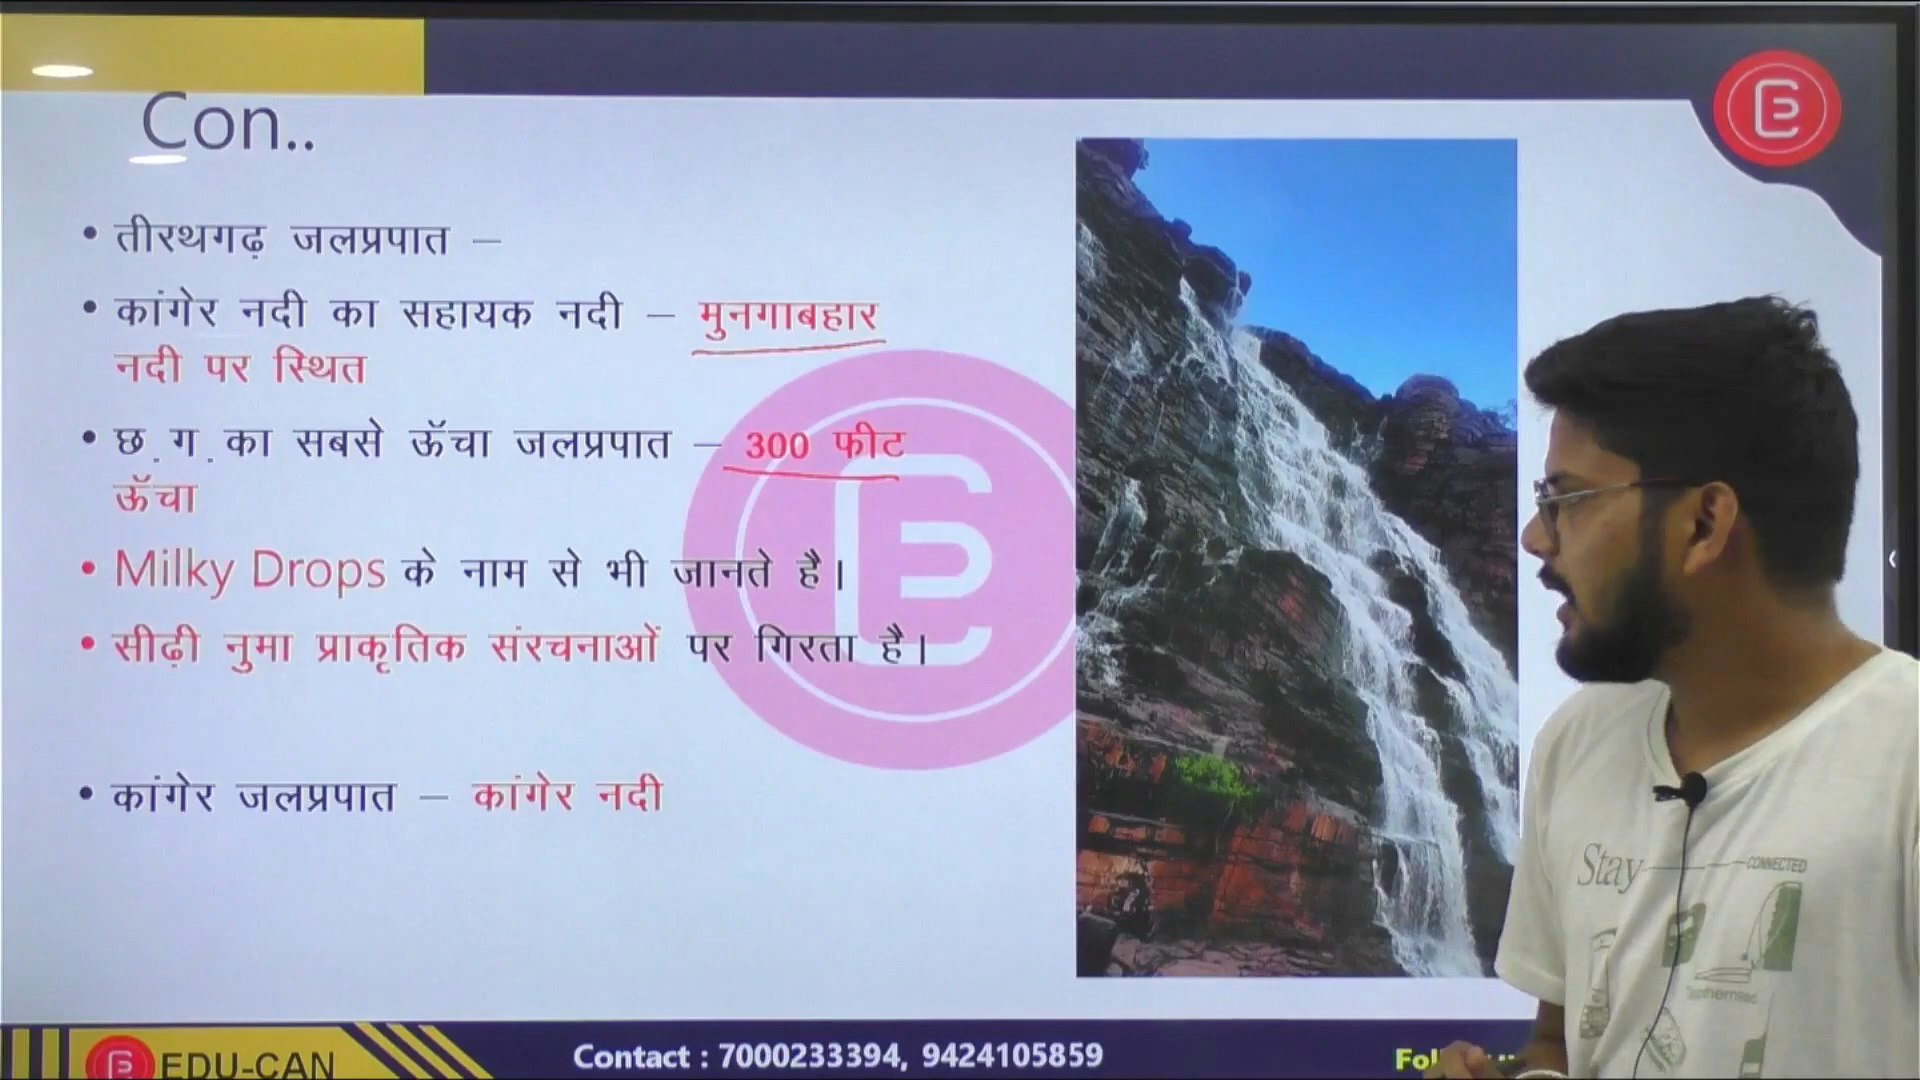 Con..
• तीरथगढ़ जलप्रपात –
• कांगेर नदी का सहायक नदी – मुनगाबहार
नदी पर स्थित
• छ.ग.का सबसे ऊँचा जलप्रपात – 300 फीट
ऊँचा
• Milky Drops के नाम से भी जानते है।
• सीढ़ी नुमा प्राकृतिक संरचनाओं पर गिरता है।
• कांगेर जलप्रपात – कांगेर नदी
Stay CONNECTED
EDU-CAN
Contact : 7000233394, 9424105859